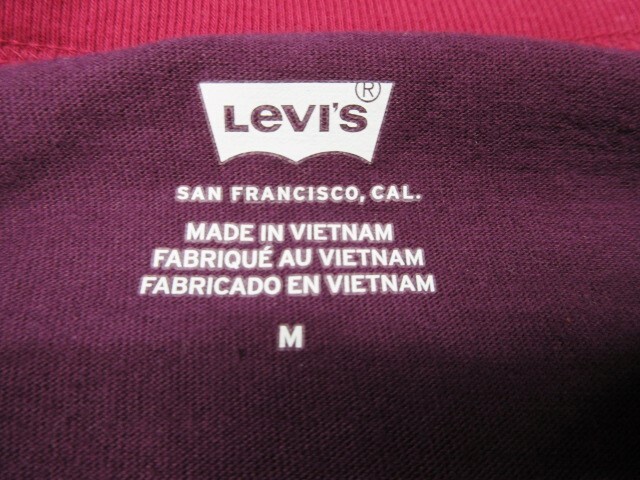 Levi's ®
SAN FRANCISCO, CAL.
MADE IN VIETNAM
FABRIQUÉ AU VIETNAM
FABRICADO EN VIETNAM
M